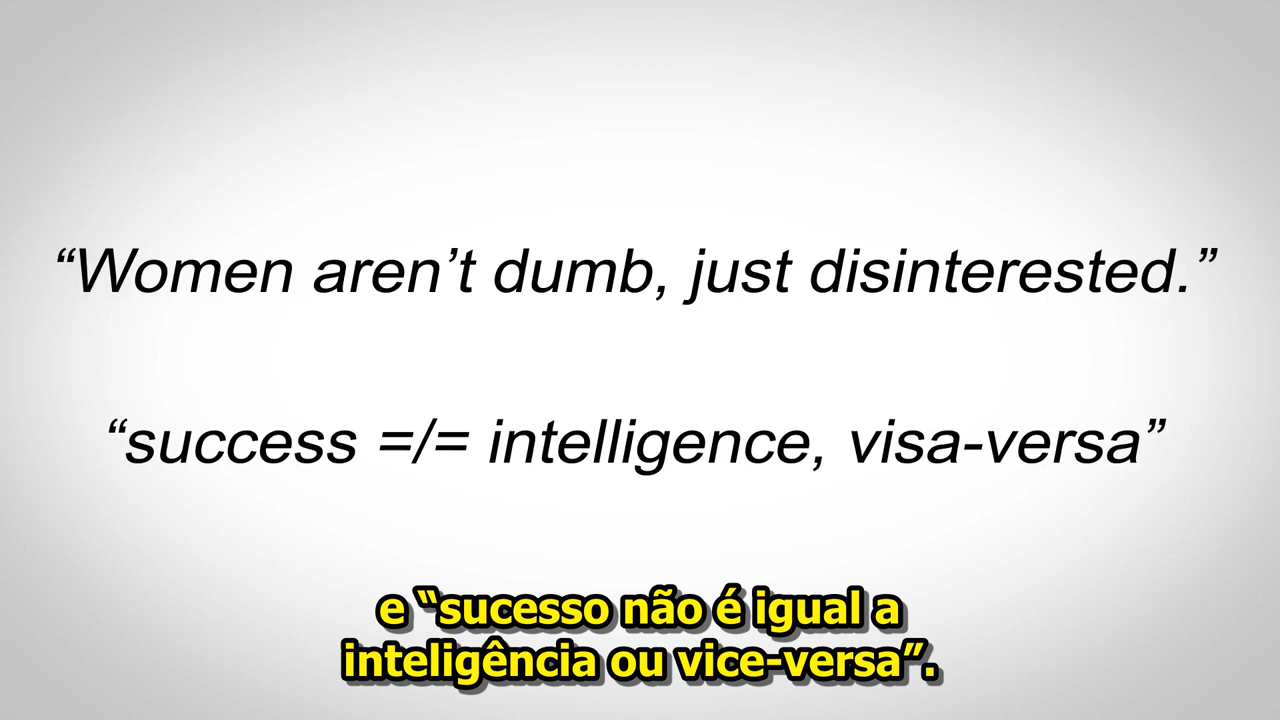 “Women aren’t dumb, just disinterested.”
“success =/= intelligence, visa-versa”
e “sucesso não é igual a
inteligência ou vice-versa”.